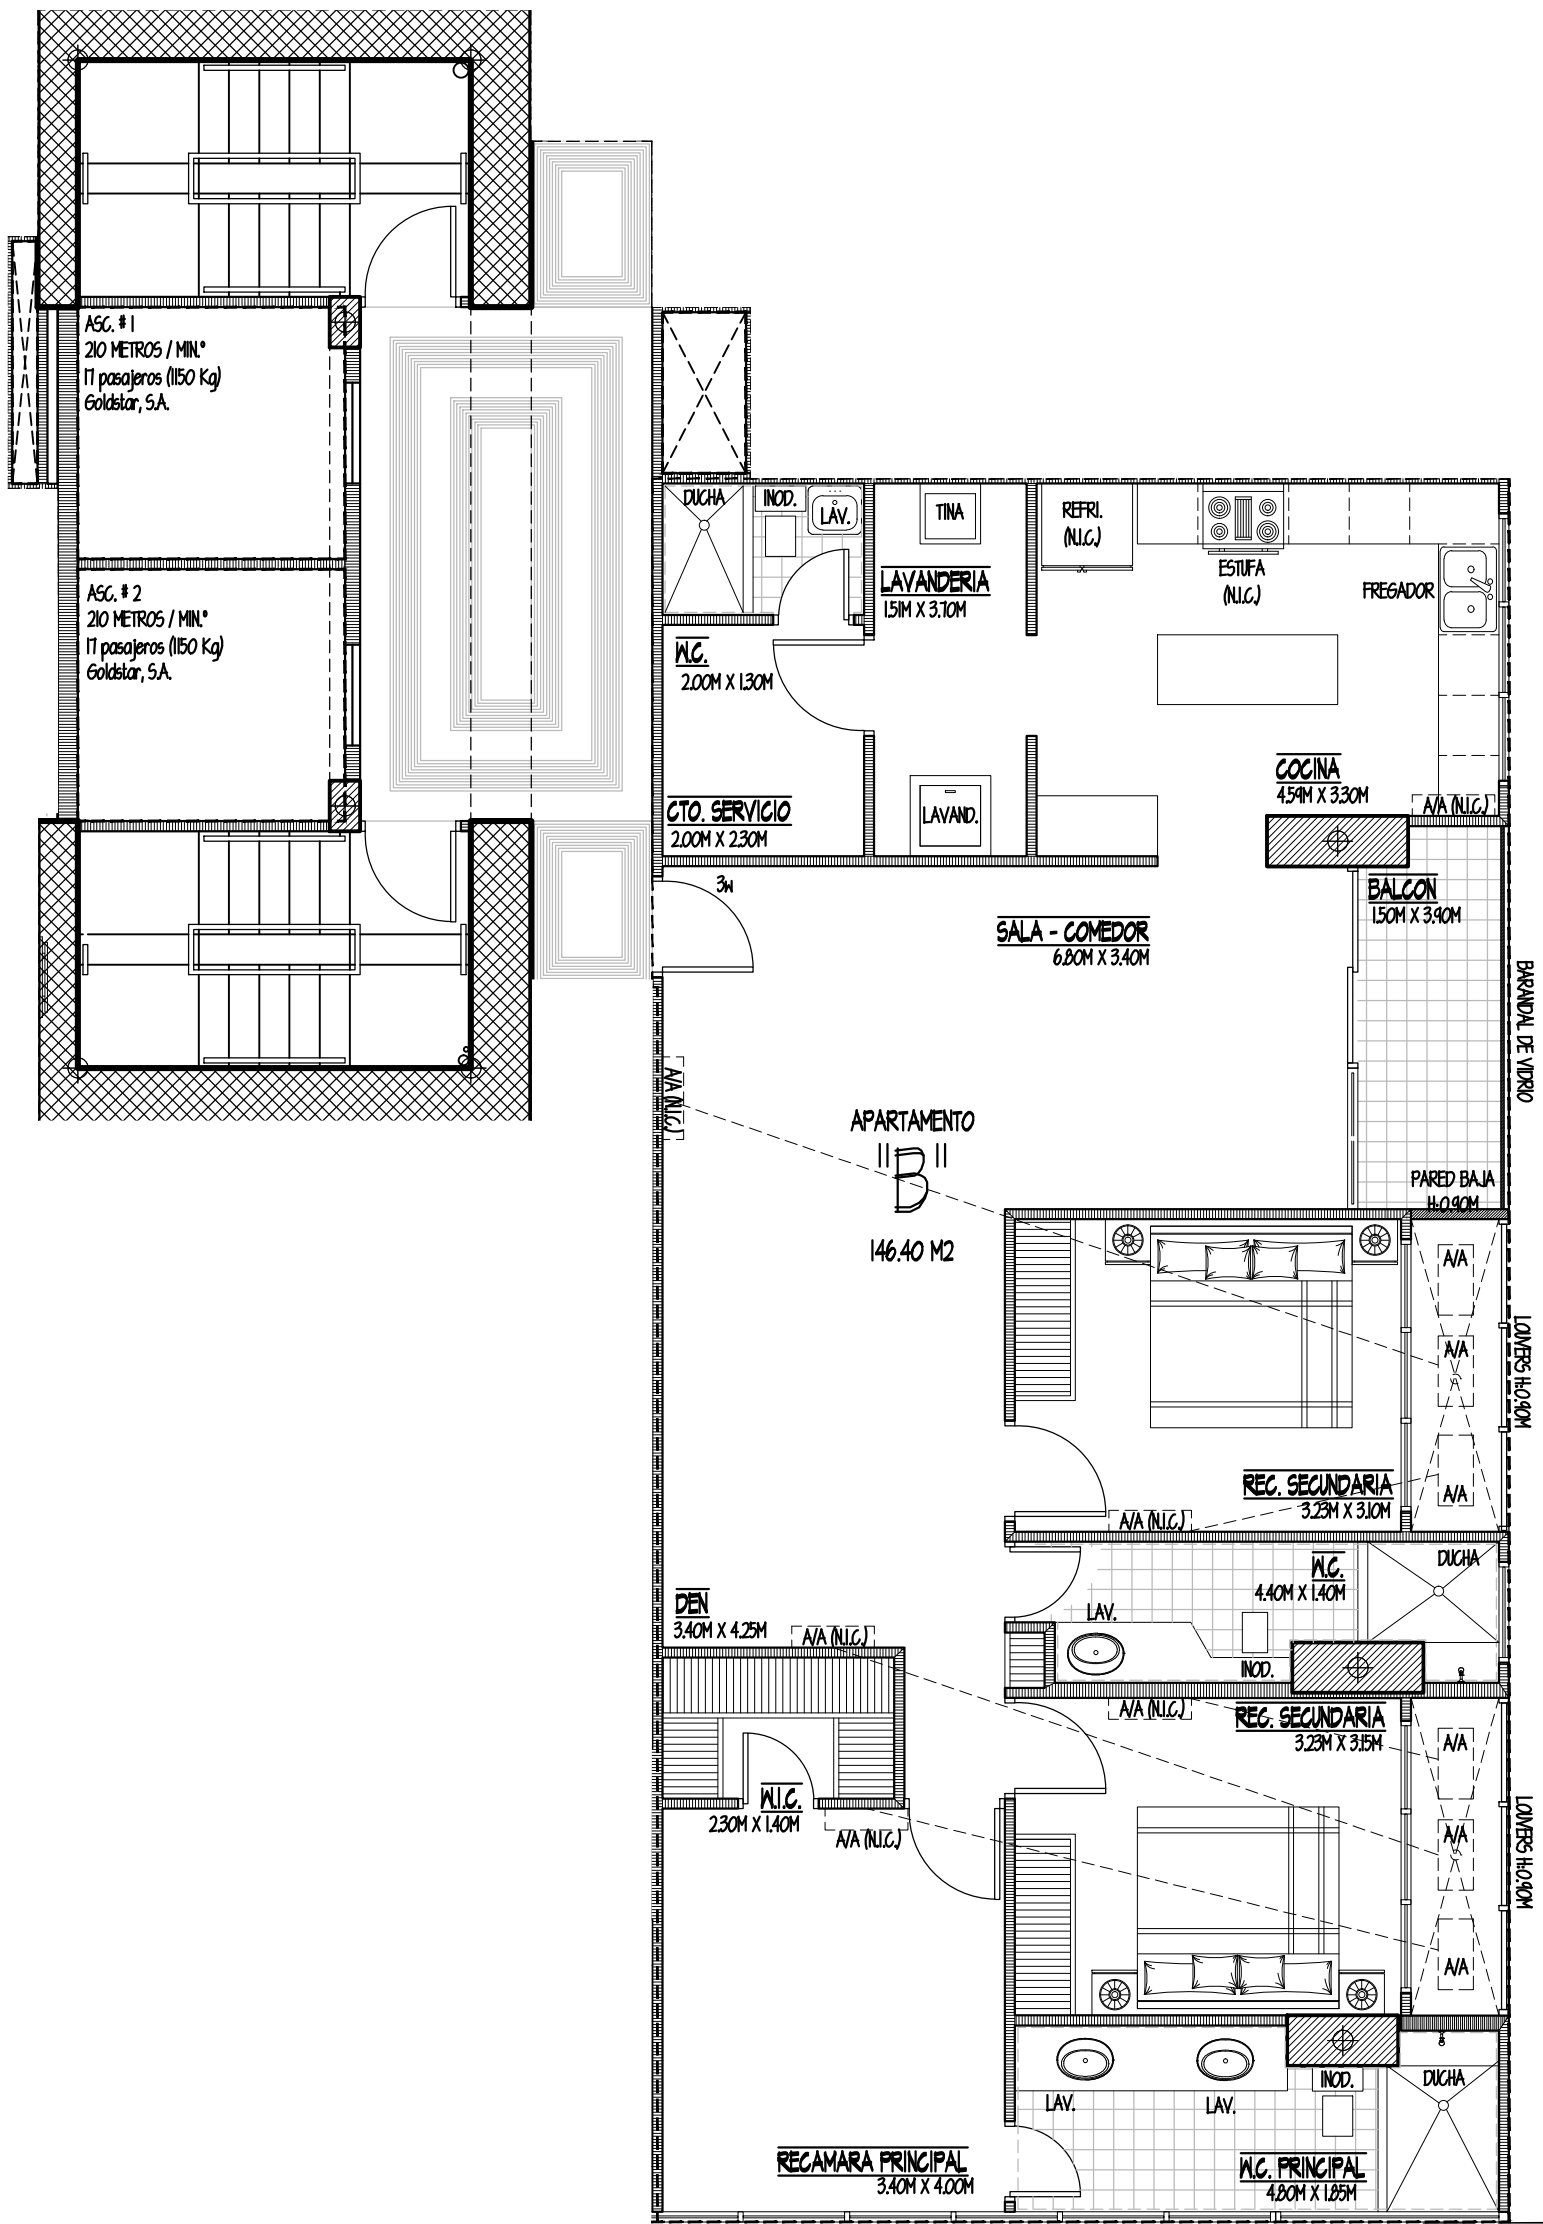 ASC. # 1
210 METROS / MIN.°
17 pasajeros (1150 Kg)
Goldstar, S.A.
ASC. # 2
210 METROS / MIN.°
17 pasajeros (1150 Kg)
Goldstar, S.A.
DUCHA
INOD.
LAV.
TINA
REFRI.
(N.I.C.)
ESTUFA
(N.I.C.)
FREGADOR
LAVANDERIA
1.51M X 3.70M
W.C.
2.00M X 1.30M
COCINA
4.59M X 3.30M
A/A (N.I.C.)
CTO. SERVICIO
2.00M X 2.30M
LAVAND.
BALCON
1.50M X 3.90M
SALA - COMEDOR
6.80M X 3.40M
BARANDAL DE VIDRIO
A/A (N.I.C.)
APARTAMENTO
"B"
146.40 M2
PARED BAJA
H:0.90M
A/A
A/A
A/A
LOUVERS H:0.90M
REC. SECUNDARIA
3.23M X 3.10M
A/A (N.I.C.)
W.C.
4.40M X 1.40M
DUCHA
LAV.
INOD.
DEN
3.40M X 4.25M
A/A (N.I.C.)
A/A (N.I.C.)
REC. SECUNDARIA
3.23M X 3.15M
A/A
A/A
A/A
LOUVERS H:0.90M
W.I.C.
2.30M X 1.40M
A/A (N.I.C.)
LAV.
LAV.
INOD.
DUCHA
RECAMARA PRINCIPAL
3.40M X 4.00M
W.C. PRINCIPAL
4.80M X 1.85M